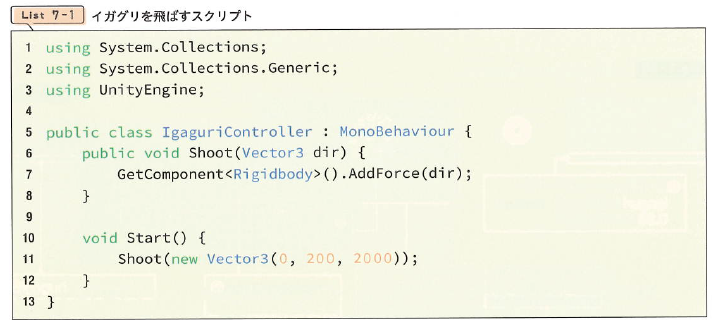 List 7-1 イガグリを飛ばすスクリプト
1 using System.Collections;
2 using System.Collections.Generic;
3 using UnityEngine;
4
5 public class IgaguriController : MonoBehaviour {
6     public void Shoot(Vector3 dir) {
7         GetComponent<Rigidbody>().AddForce(dir);
8     }
9
10     void Start() {
11         Shoot(new Vector3(0, 200, 2000));
12     }
13 }